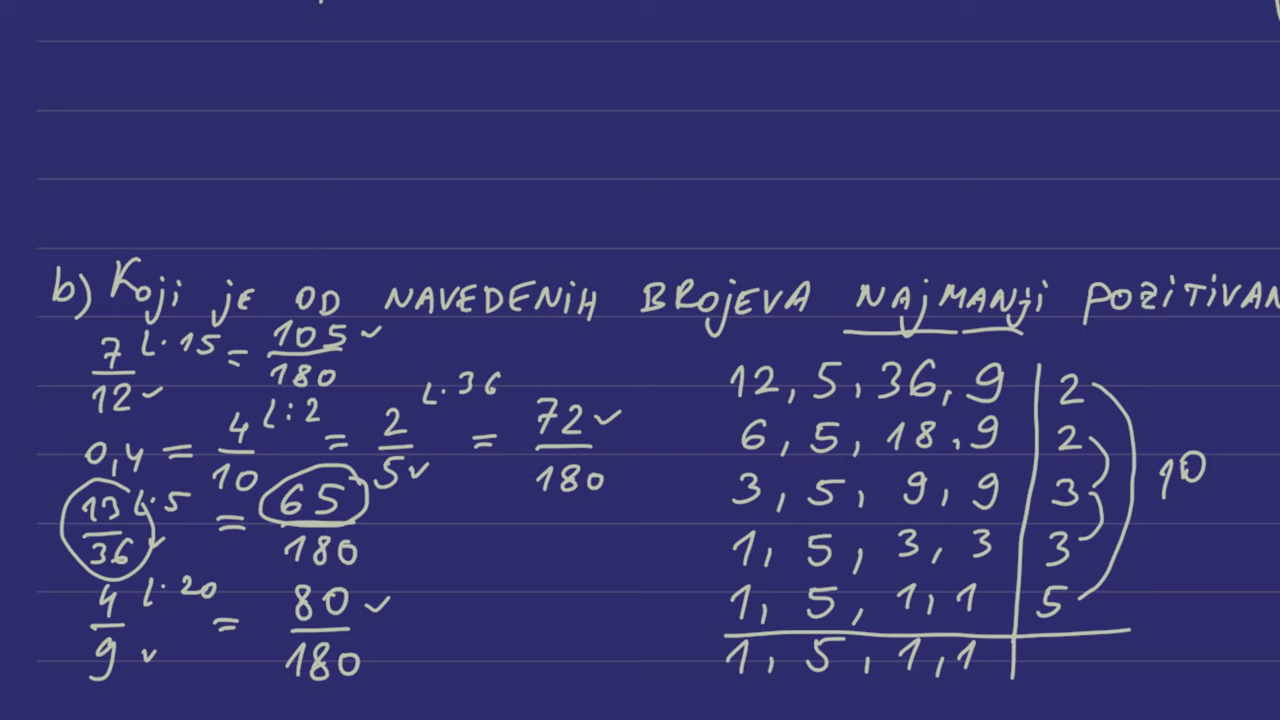 b) Koji je OD NAVEDENIH BROJEVA NAJMANJI POZITIVAN
7/12 L·15 = 105/180 ✓
0,4 = 4/10 L:2 = 2/5 L·36 = 72/180 ✓
13/36 L·5 = 65/180
4/9 L·20 = 80/180 ✓
12, 5, 36, 9 | 2
6, 5, 18, 9 | 2
3, 5, 9, 9 | 3
1, 5, 3, 3 | 3
1, 5, 1, 1 | 5
1, 5, 1, 1 |
10